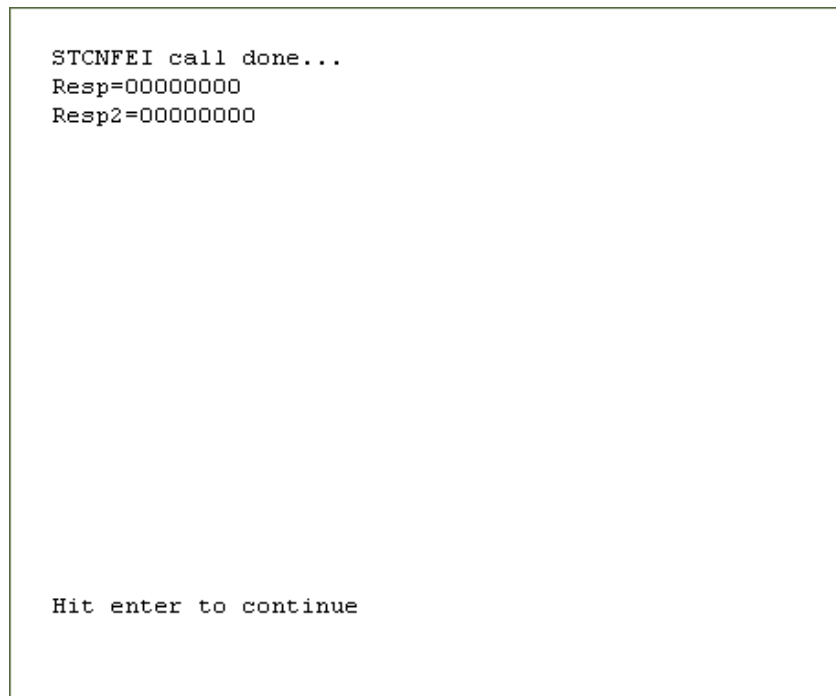 STCNFEI call done...
Resp=00000000
Resp2=00000000
Hit enter to continue